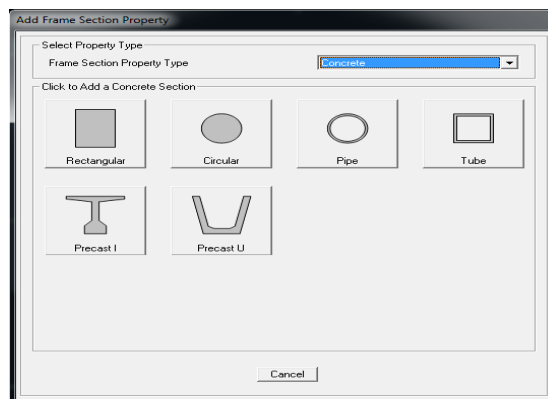 Add Frame Section Property
Select Property Type
Frame Section Property Type
Concrete
Click to Add a Concrete Section
Rectangular
Circular
Pipe
Tube
Precast I
Precast U
Cancel